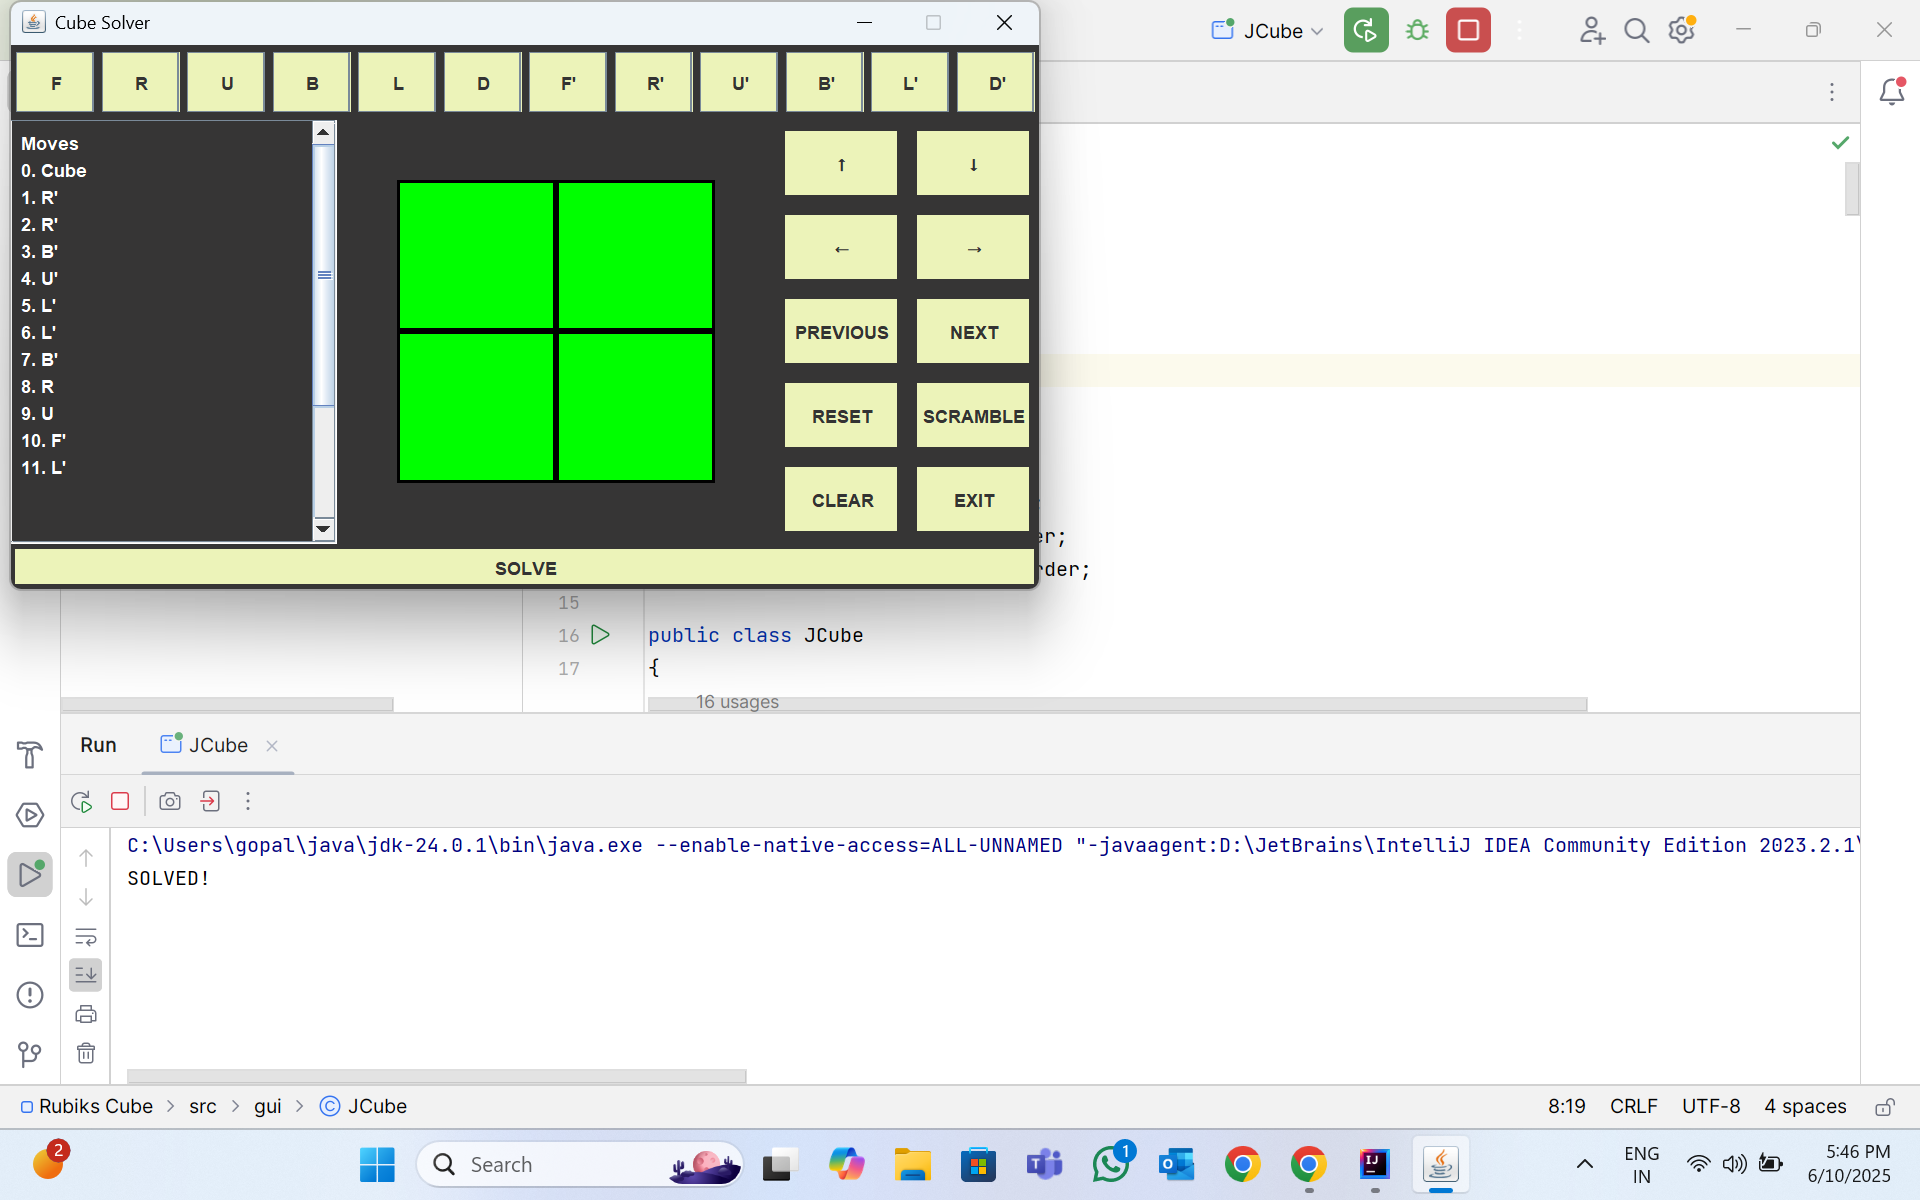 Cube Solver
F R U B L D F' R' U' B' L' D'
Moves
0. Cube
1. R'
2. R'
3. B'
4. U'
5. L'
6. L'
7. B'
8. R
9. U
10. F'
11. L'
↑ ↓
← →
PREVIOUS NEXT
RESET SCRAMBLE
CLEAR EXIT
SOLVE
JCube
er;
rder;
15
16 public class JCube
17 {
16 usages
Run JCube
C:\Users\gopal\java\jdk-24.0.1\bin\java.exe --enable-native-access=ALL-UNNAMED "-javaagent:D:\JetBrains\IntelliJ IDEA Community Edition 2023.2.1\
SOLVED!
Rubiks Cube > src > gui > JCube
8:19 CRLF UTF-8 4 spaces
2
Search
1
ENG
IN
5:46 PM
6/10/2025